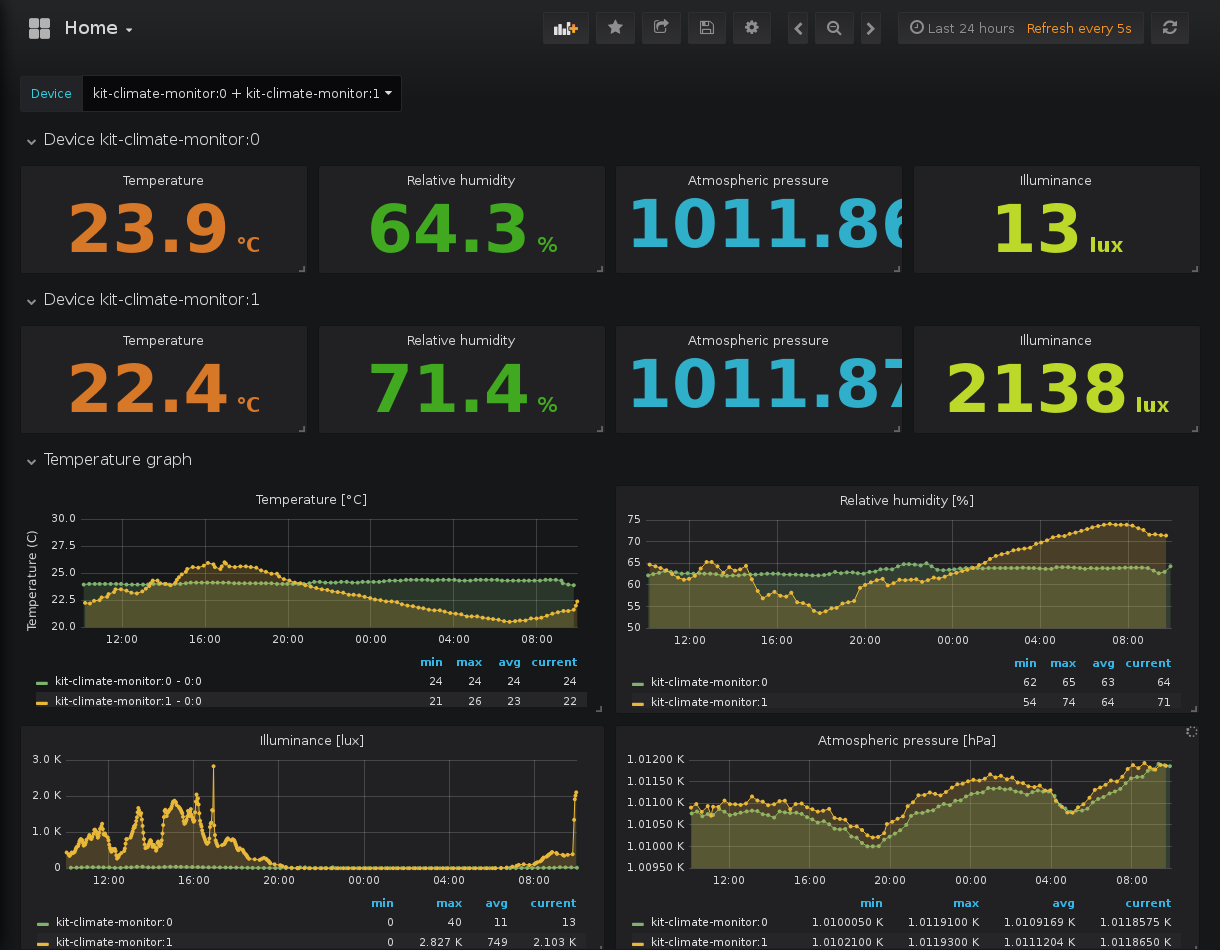 Home
Last 24 hours Refresh every 5s
Device kit-climate-monitor:0 + kit-climate-monitor:1
Device kit-climate-monitor:0
Temperature Relative humidity Atmospheric pressure Illuminance
23.9 °C 64.3 % 1011.86 13 lux
Device kit-climate-monitor:1
Temperature Relative humidity Atmospheric pressure Illuminance
22.4 °C 71.4 % 1011.87 2138 lux
Temperature graph
Temperature [°C]
Temperature (C)
30.0
27.5
25.0
22.5
20.0
12:00 16:00 20:00 00:00 04:00 08:00
min max avg current
kit-climate-monitor:0 - 0:0 24 24 24 24
kit-climate-monitor:1 - 0:0 21 26 23 22
Relative humidity [%]
75
70
65
60
55
50
12:00 16:00 20:00 00:00 04:00 08:00
min max avg current
kit-climate-monitor:0 62 65 63 64
kit-climate-monitor:1 54 74 64 71
Illuminance [lux]
3.0 K
2.0 K
1.0 K
0
12:00 16:00 20:00 00:00 04:00 08:00
min max avg current
kit-climate-monitor:0 0 40 11 13
kit-climate-monitor:1 0 2.827 K 749 2.103 K
Atmospheric pressure [hPa]
1.01200 K
1.01150 K
1.01100 K
1.01050 K
1.01000 K
1.00950 K
12:00 16:00 20:00 00:00 04:00 08:00
min max avg current
kit-climate-monitor:0 1.0100050 K 1.0119100 K 1.0109169 K 1.0118575 K
kit-climate-monitor:1 1.0102100 K 1.0119300 K 1.0111204 K 1.0118650 K